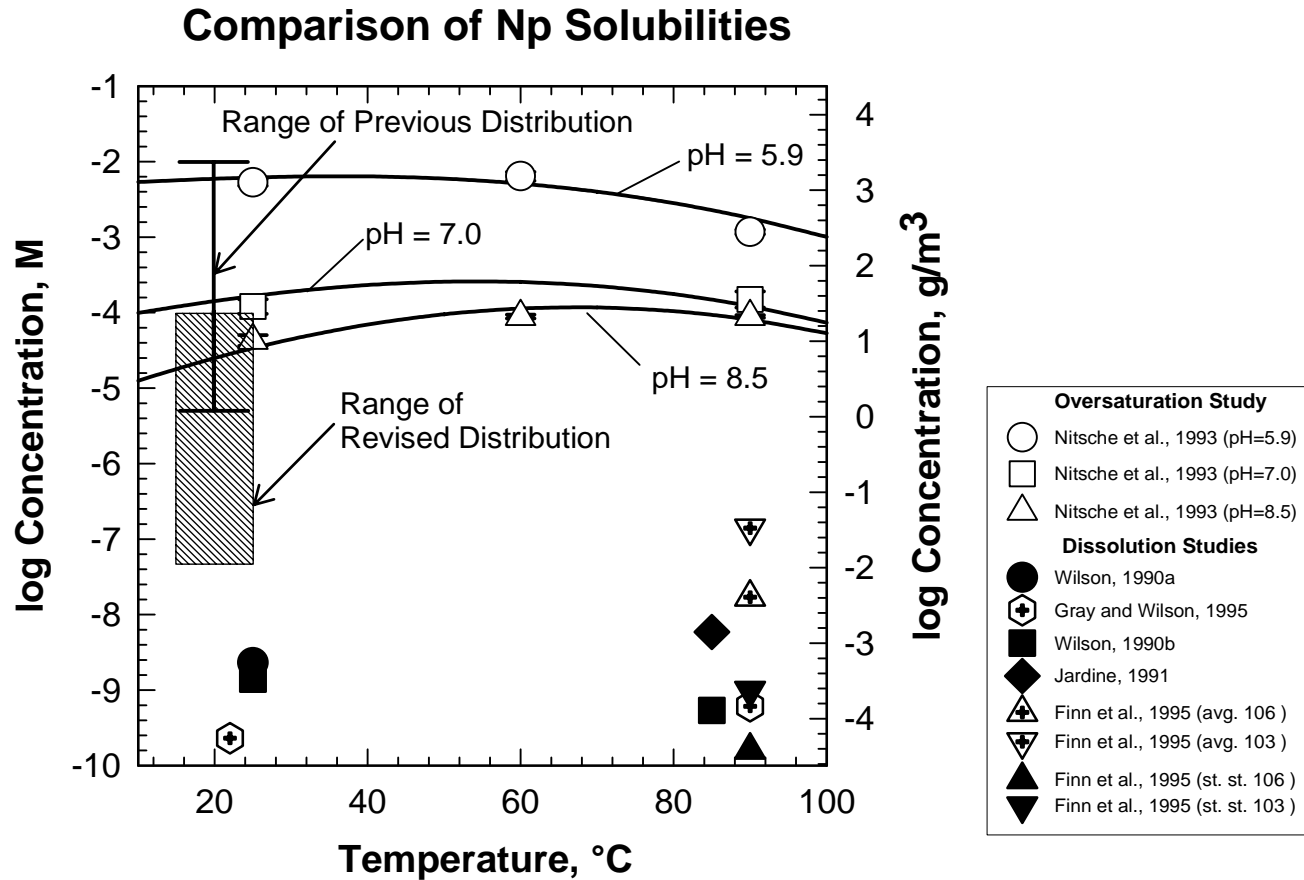 Comparison of Np Solubilities
-1
-2
-3
-4
-5
-6
-7
-8
-9
-10
log Concentration, M
4
3
2
1
0
-1
-2
-3
-4
log Concentration, g/m³
20
40
60
80
100
Temperature, °C
Range of Previous Distribution
pH = 5.9
pH = 7.0
pH = 8.5
Range of
Revised Distribution
Oversaturation Study
Nitsche et al., 1993 (pH=5.9)
Nitsche et al., 1993 (pH=7.0)
Nitsche et al., 1993 (pH=8.5)
Dissolution Studies
Wilson, 1990a
Gray and Wilson, 1995
Wilson, 1990b
Jardine, 1991
Finn et al., 1995 (avg. 106 )
Finn et al., 1995 (avg. 103 )
Finn et al., 1995 (st. st. 106 )
Finn et al., 1995 (st. st. 103 )